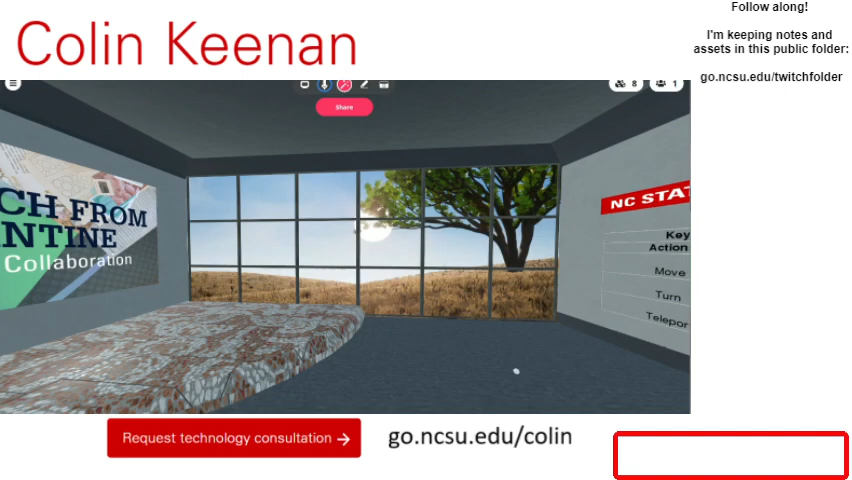 Colin Keenan
Follow along!
I'm keeping notes and
assets in this public folder:
go.ncsu.edu/twitchfolder
8
1
Share
CH FROM
NTINE
Collaboration
NC STAT
Key
Action
Move
Turn
Telepor
Request technology consultation →
go.ncsu.edu/colin